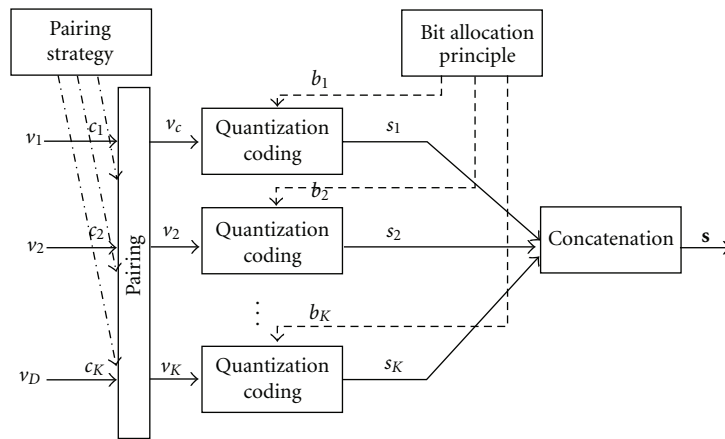 Pairing
strategy
Bit allocation
principle
b1
v1
c1
vc
Quantization
coding
s1
b2
v2
c2
v2
Quantization
coding
s2
Concatenation
s
Pairing
...
bK
vD
cK
vK
Quantization
coding
sK